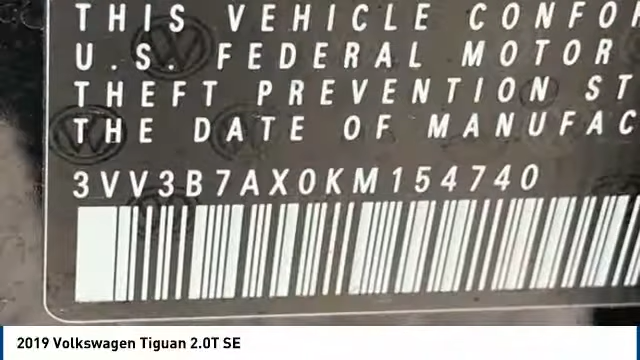 THIS VEHICLE CONFO
U.S. FEDERAL MOTOR
THEFT PREVENTION ST
THE DATE OF MANUFAC
3VV3B7AX0KM154740
2019 Volkswagen Tiguan 2.0T SE